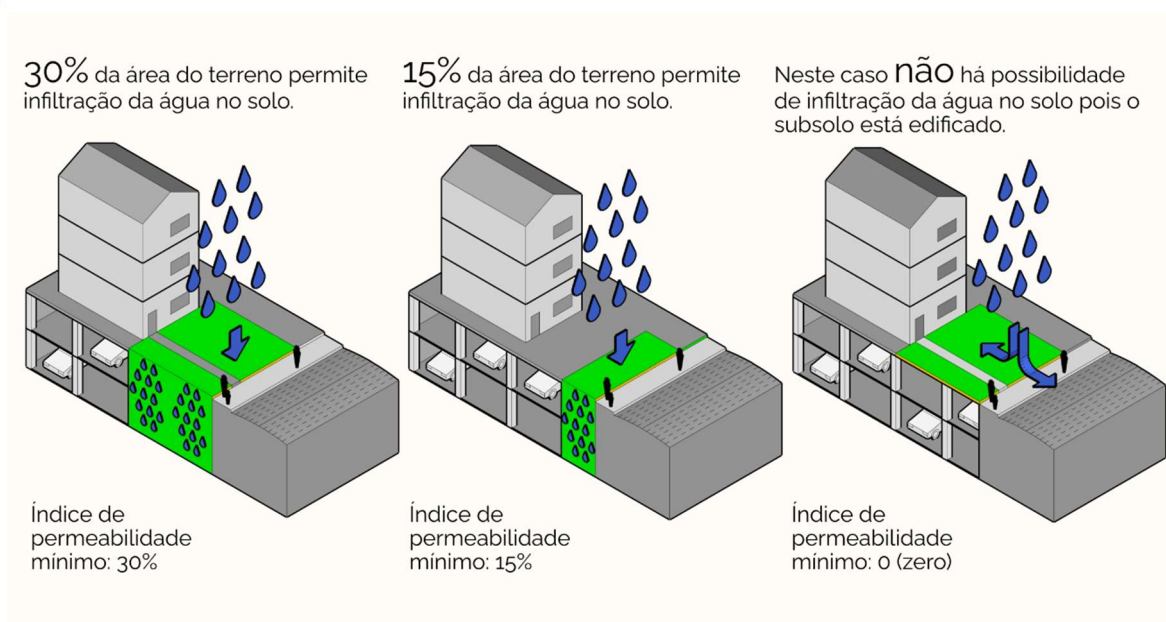 30% da área do terreno permite
infiltração da água no solo.
15% da área do terreno permite
infiltração da água no solo.
Neste caso não há possibilidade
de infiltração da água no solo pois o
subsolo está edificado.
Índice de
permeabilidade
mínimo: 30%
Índice de
permeabilidade
mínimo: 15%
Índice de
permeabilidade
mínimo: 0 (zero)